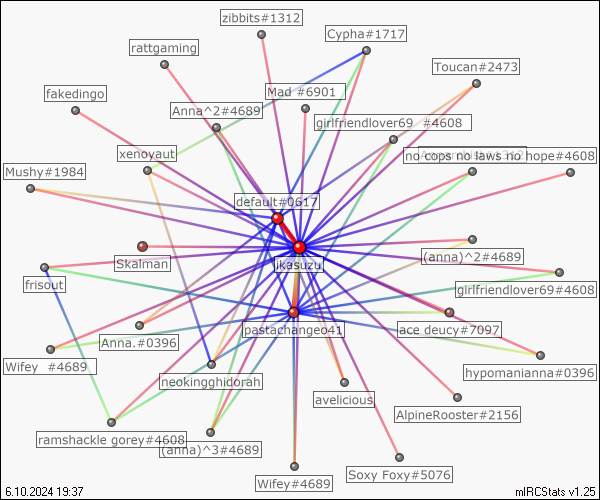 zibbits#1312
Cypha#1717
rattgaming
Toucan#2473
fakedingo
Mad #6901
Anna^2#4689
girlfriendlover69 #4608
no oops no laws no hope#4608
xenoyaut
Mushy#1984
default#0617
Skalman
jkasuzu
(anna)^2#4689
frisout
girlfriendlover69#4608
pastachangeo41
ace deucy#7097
Anna.#0396
Wifey #4689
neokingghidorah
hypomanianna#0396
avelicious
AlpineRooster#2156
ramshackle gorey#4608
(anna)^3#4689
Soxy Foxy#5076
Wifey#4689
6.10.2024 19:37
mIRCStats v1.25